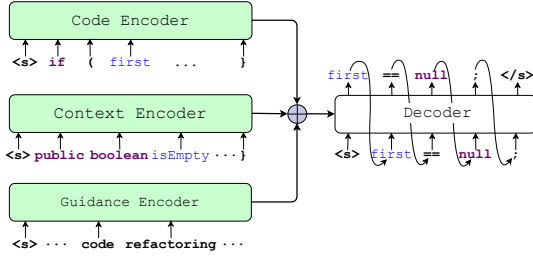 Code Encoder
<s> if ( first ... }
Context Encoder
<s> public boolean isEmpty ... }
Guidance Encoder
<s> ... code refactoring ...
first == null ; </s>
Decoder
<s> first == null ;